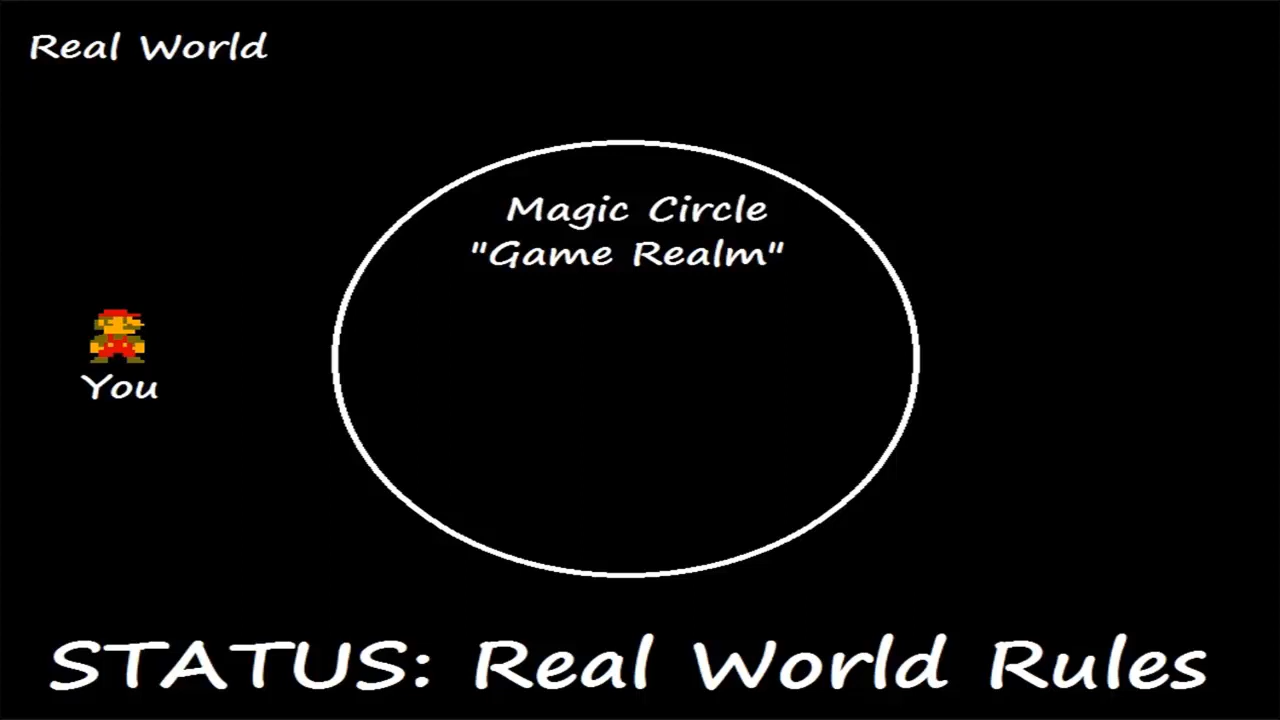 Real World
Magic Circle
"Game Realm"
You
STATUS: Real World Rules